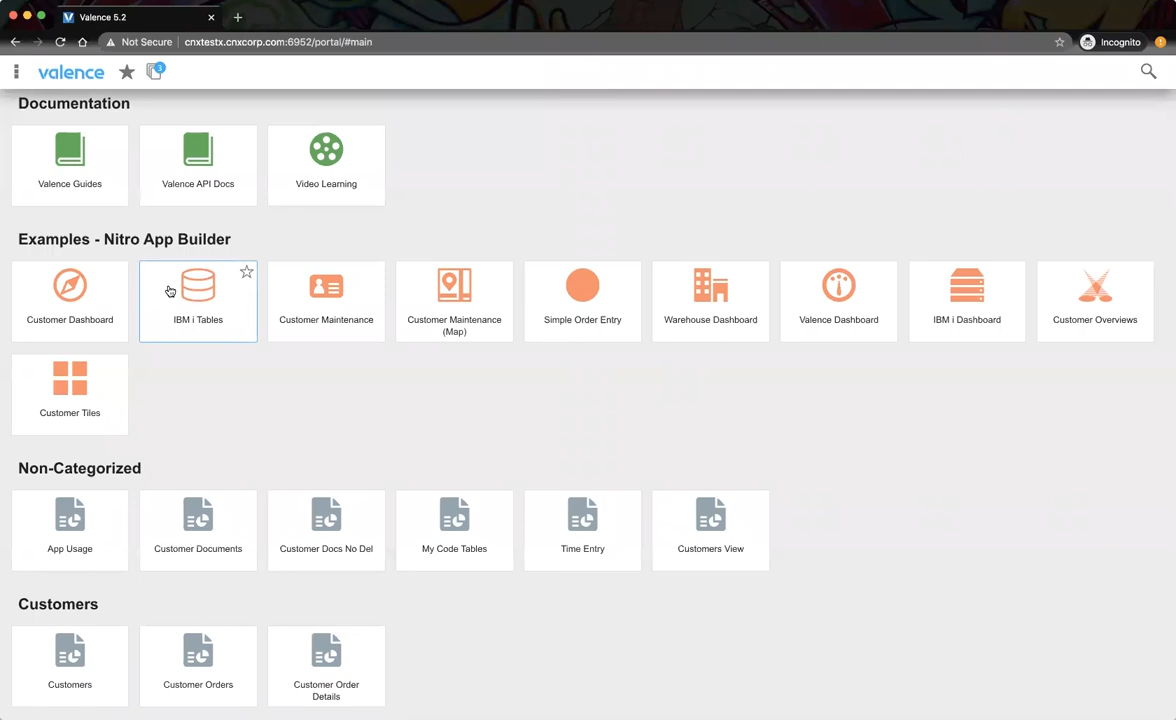 Valence 5.2
Not Secure cnxtestx.cnxcorp.com:6952/portal/#main
Incognito
valence
3
Documentation
Valence Guides
Valence API Docs
Video Learning
Examples - Nitro App Builder
Customer Dashboard
IBM i Tables
Customer Maintenance
Customer Maintenance
(Map)
Simple Order Entry
Warehouse Dashboard
Valence Dashboard
IBM i Dashboard
Customer Overviews
Customer Tiles
Non-Categorized
App Usage
Customer Documents
Customer Docs No Del
My Code Tables
Time Entry
Customers View
Customers
Customers
Customer Orders
Customer Order
Details